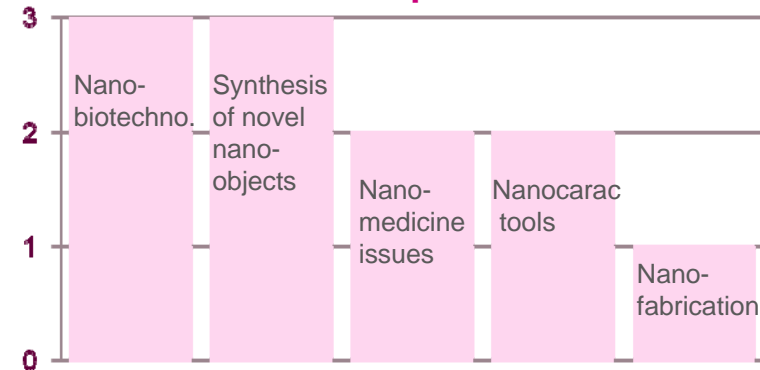 3
2
1
0
Nano-
biotechno.
Synthesis
of novel
nano-
objects
Nano-
medicine
issues
Nanocarac
tools
Nano-
fabrication